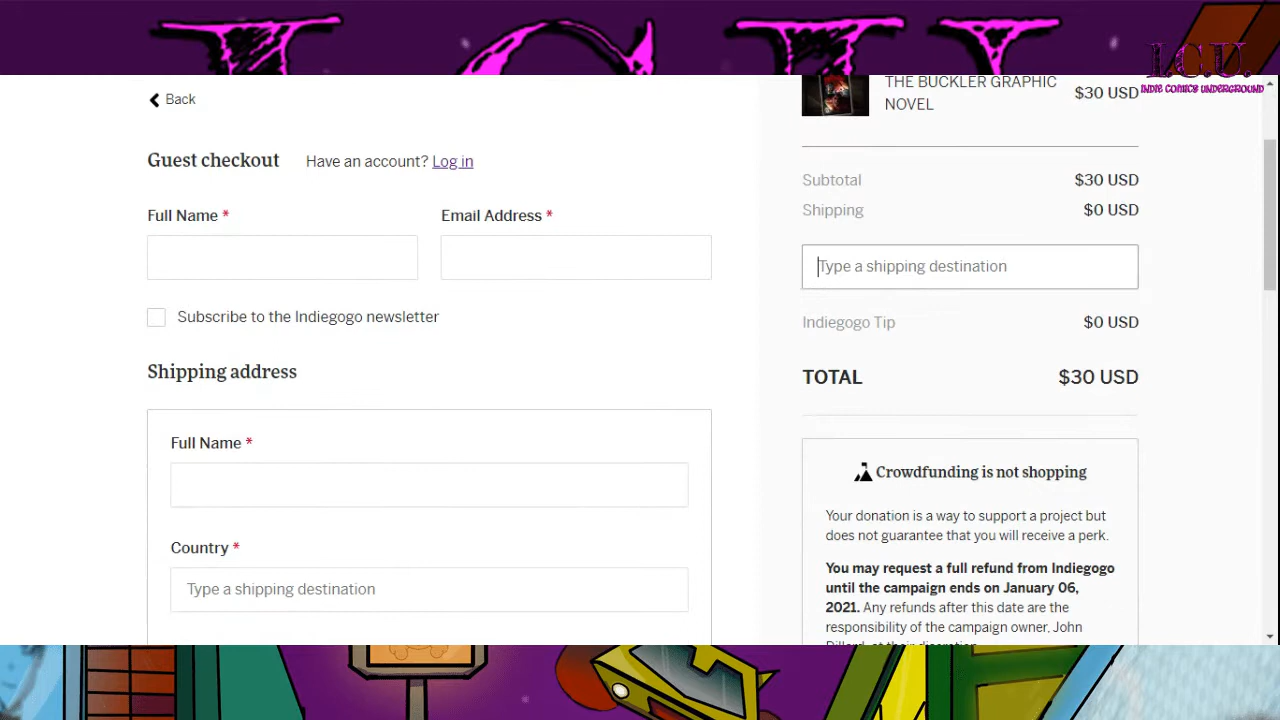 I.C.U.
I.C.U.
INDIE COMICS UNDERGROUND
Back
Guest checkout Have an account? Log in
Full Name * Email Address *
Subscribe to the Indiegogo newsletter
Shipping address
Full Name *
Country *
Type a shipping destination
THE BUCKLER GRAPHIC $30 USD
NOVEL
Subtotal $30 USD
Shipping $0 USD
Type a shipping destination
Indiegogo Tip $0 USD
TOTAL $30 USD
Crowdfunding is not shopping
Your donation is a way to support a project but
does not guarantee that you will receive a perk.
You may request a full refund from Indiegogo
until the campaign ends on January 06,
2021. Any refunds after this date are the
responsibility of the campaign owner, John